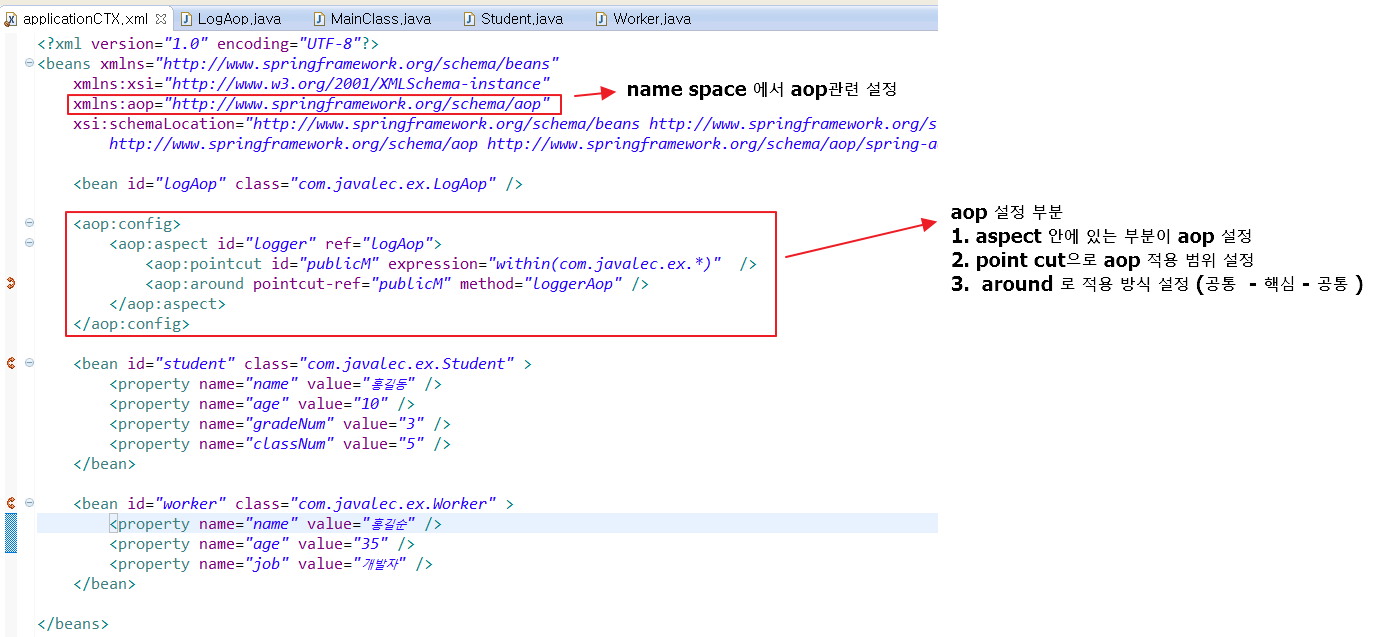 applicationCTX.xml LogAop.java MainClass.java Student.java Worker.java
<?xml version="1.0" encoding="UTF-8"?>
<beans xmlns="http://www.springframework.org/schema/beans"
xmlns:xsi="http://www.w3.org/2001/XMLSchema-instance"
xmlns:aop="http://www.springframework.org/schema/aop"
name space 에서 aop관련 설정
xsi:schemaLocation="http://www.springframework.org/schema/beans http://www.springframework.org/s
http://www.springframework.org/schema/aop http://www.springframework.org/schema/aop/spring-a
<bean id="logAop" class="com.javalec.ex.LogAop" />
<aop:config>
<aop:aspect id="logger" ref="logAop">
<aop:pointcut id="publicM" expression="within(com.javalec.ex.*)" />
<aop:around pointcut-ref="publicM" method="loggerAop" />
</aop:aspect>
</aop:config>
aop 설정 부분
1. aspect 안에 있는 부분이 aop 설정
2. point cut으로 aop 적용 범위 설정
3. around 로 적용 방식 설정 (공통 - 핵심 - 공통 )
<bean id="student" class="com.javalec.ex.Student" >
<property name="name" value="홍길동" />
<property name="age" value="10" />
<property name="gradeNum" value="3" />
<property name="classNum" value="5" />
</bean>
<bean id="worker" class="com.javalec.ex.Worker" >
<property name="name" value="홍길순" />
<property name="age" value="35" />
<property name="job" value="개발자" />
</bean>
</beans>